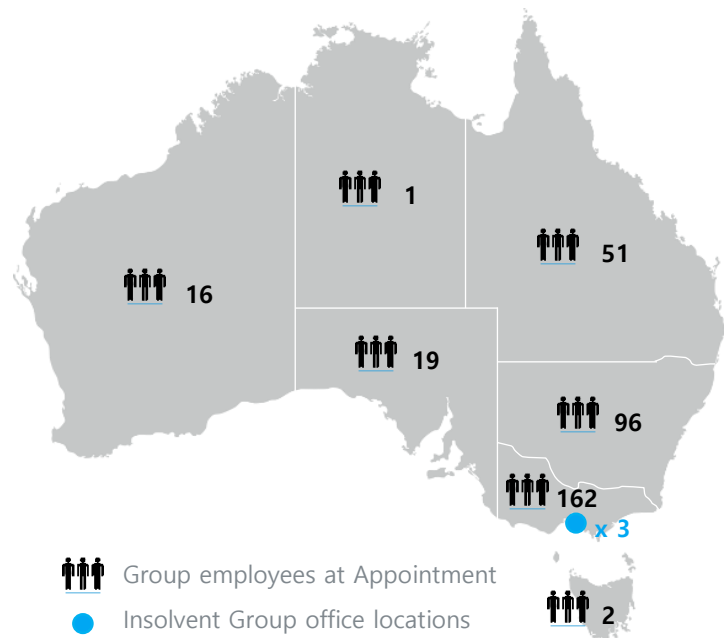 1
51
16
19
96
162
x 3
Group employees at Appointment
Insolvent Group office locations
2